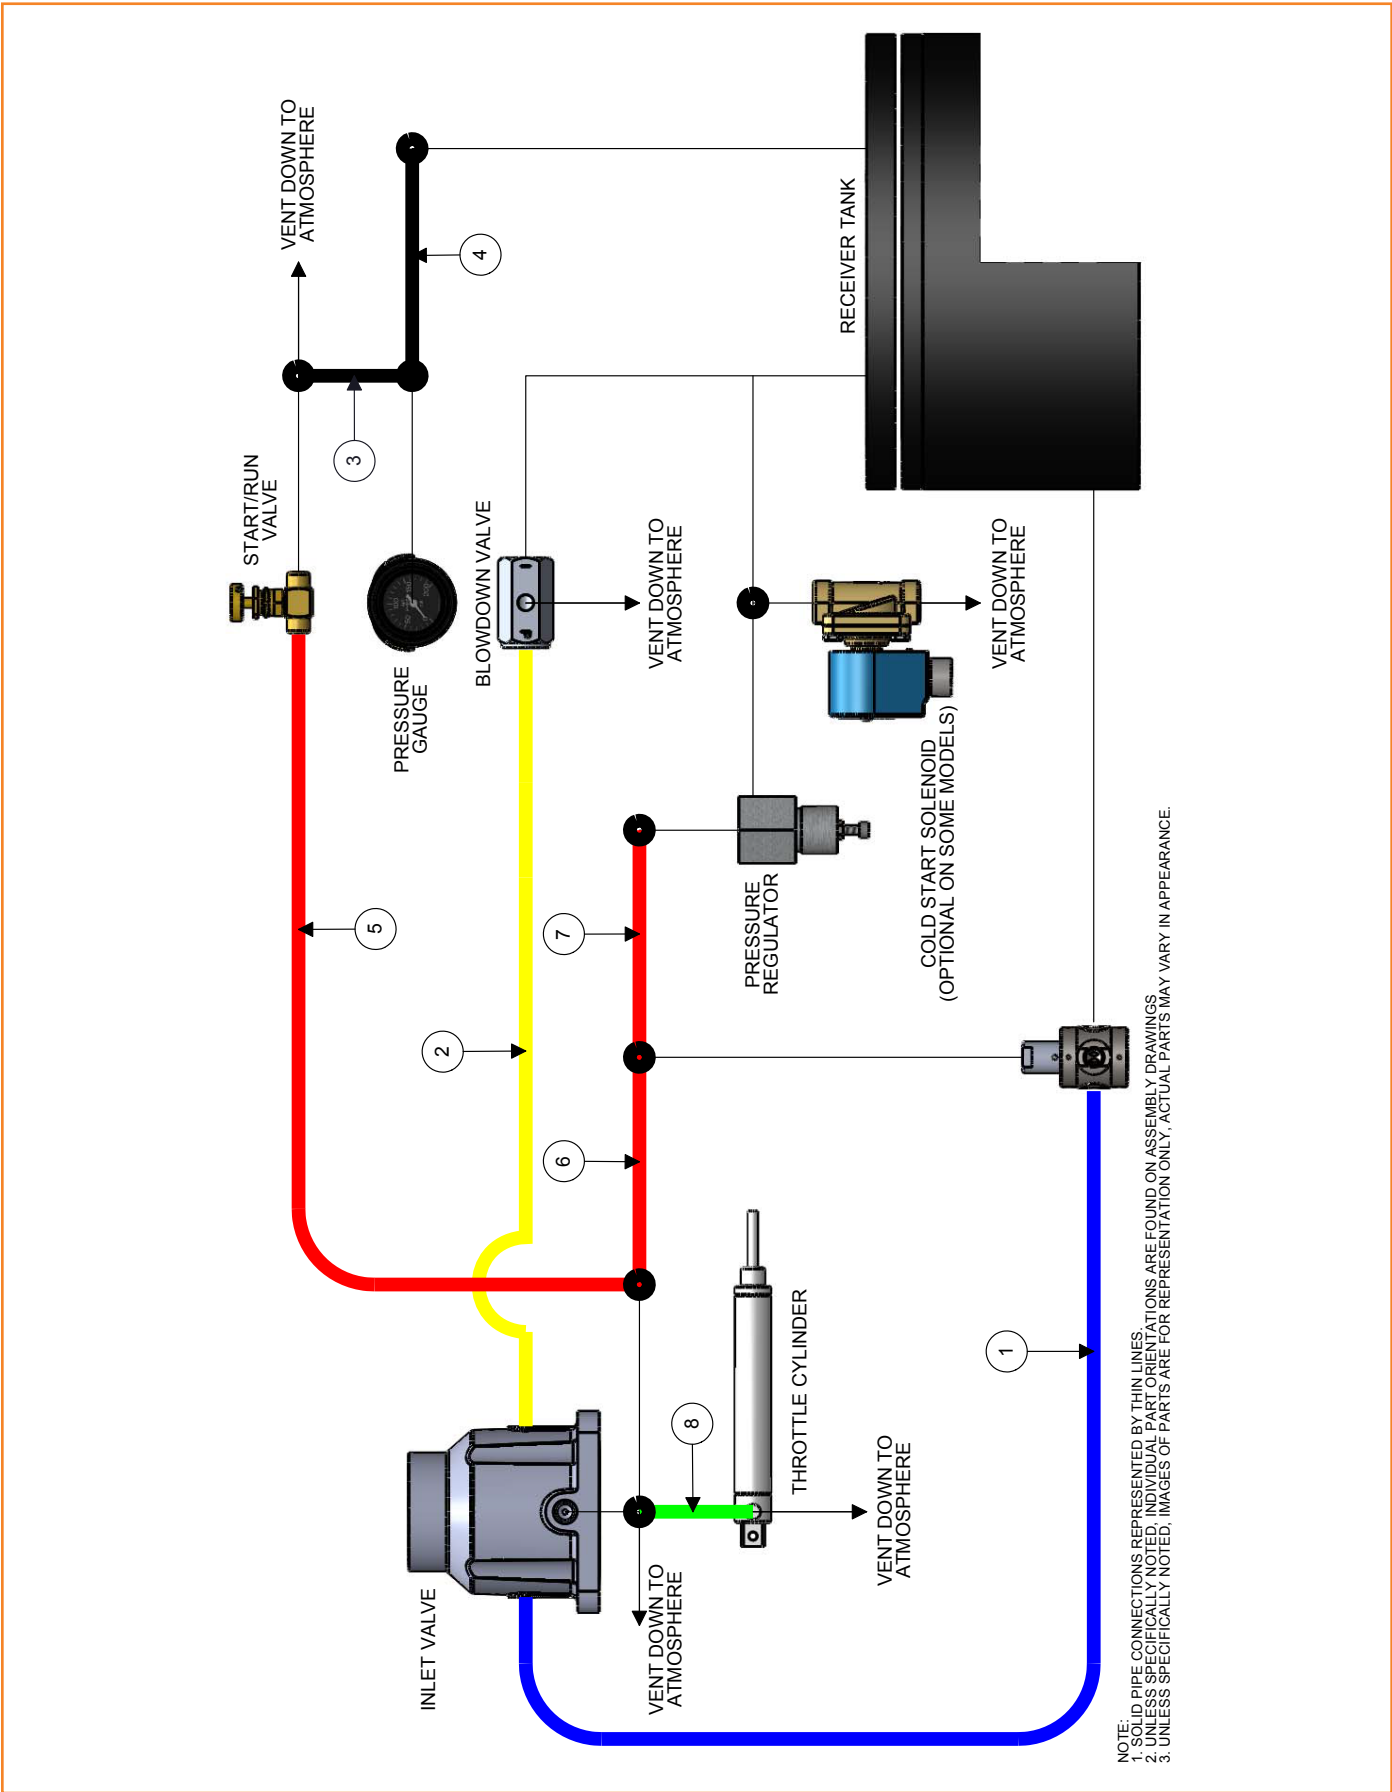 INLET VALVE
VENT DOWN TO
ATMOSPHERE
VENT DOWN TO
ATMOSPHERE
8
THROTTLE CYLINDER
1
5
2
6
7
PRESSURE
GAUGE
START/RUN
VALVE
BLOWDOWN VALVE
VENT DOWN TO
ATMOSPHERE
PRESSURE
REGULATOR
COLD START SOLENOID
(OPTIONAL ON SOME MODELS)
VENT DOWN TO
ATMOSPHERE
3
4
VENT DOWN TO
ATMOSPHERE
RECEIVER TANK
NOTE:
1. SOLID PIPE CONNECTIONS REPRESENTED BY THIN LINES.
2. UNLESS SPECIFICALLY NOTED, INDIVIDUAL PART ORIENTATIONS ARE FOUND ON ASSEMBLY DRAWINGS
3. UNLESS SPECIFICALLY NOTED, IMAGES OF PARTS ARE FOR REPRESENTATION ONLY, ACTUAL PARTS MAY VARY IN APPEARANCE.